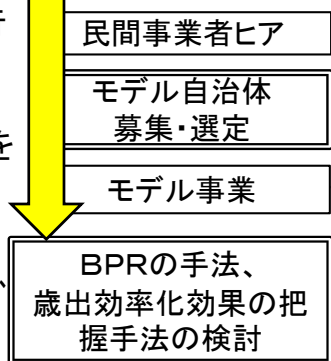 民間事業者ヒア
モデル自治体
募集・選定
を
モデル事業
BPRの手法、
歳出効率化効果の把
握手法の検討
、